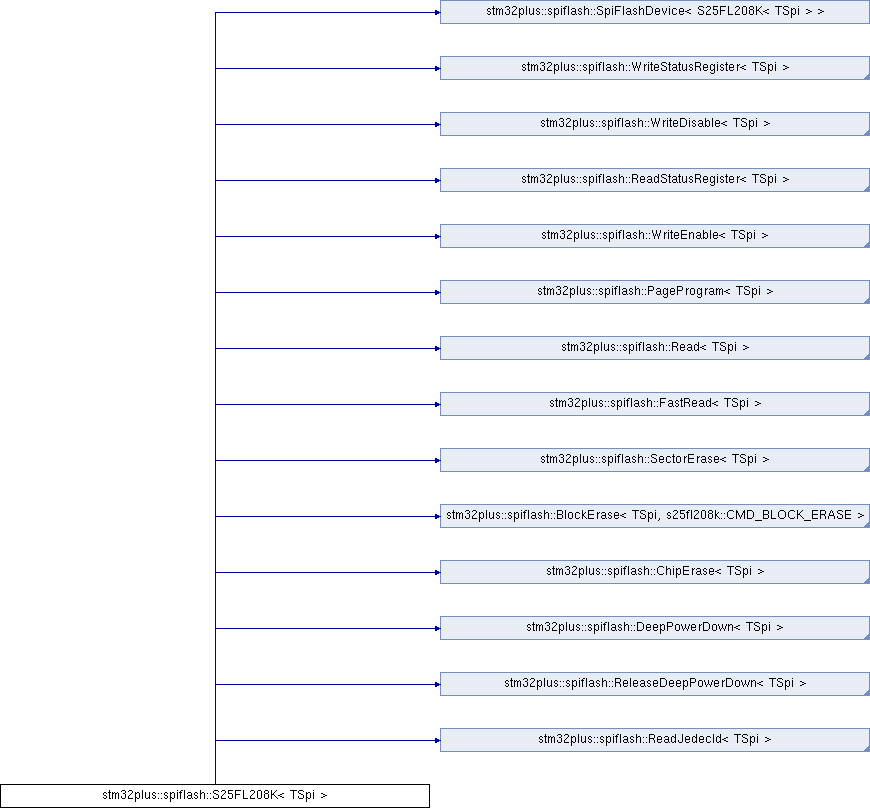 stm32plus::spiflash::SpiFlashDevice< S25FL208K< TSpi > >
stm32plus::spiflash::WriteStatusRegister< TSpi >
stm32plus::spiflash::WriteDisable< TSpi >
stm32plus::spiflash::ReadStatusRegister< TSpi >
stm32plus::spiflash::WriteEnable< TSpi >
stm32plus::spiflash::PageProgram< TSpi >
stm32plus::spiflash::Read< TSpi >
stm32plus::spiflash::FastRead< TSpi >
stm32plus::spiflash::SectorErase< TSpi >
stm32plus::spiflash::BlockErase< TSpi, s25fl208k::CMD_BLOCK_ERASE >
stm32plus::spiflash::ChipErase< TSpi >
stm32plus::spiflash::DeepPowerDown< TSpi >
stm32plus::spiflash::ReleaseDeepPowerDown< TSpi >
stm32plus::spiflash::ReadJedecId< TSpi >
stm32plus::spiflash::S25FL208K< TSpi >